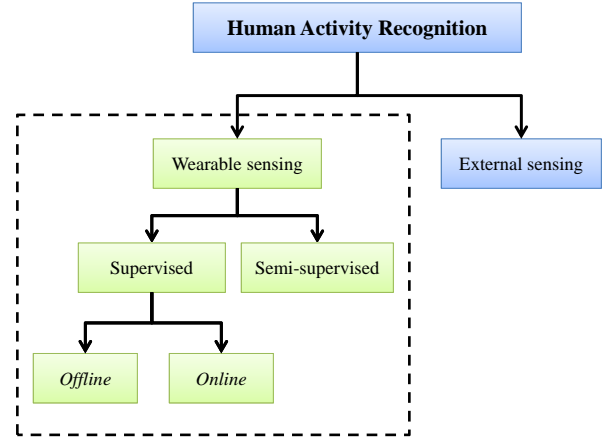 Human Activity Recognition
Wearable sensing
External sensing
Supervised
Semi-supervised
Offline
Online